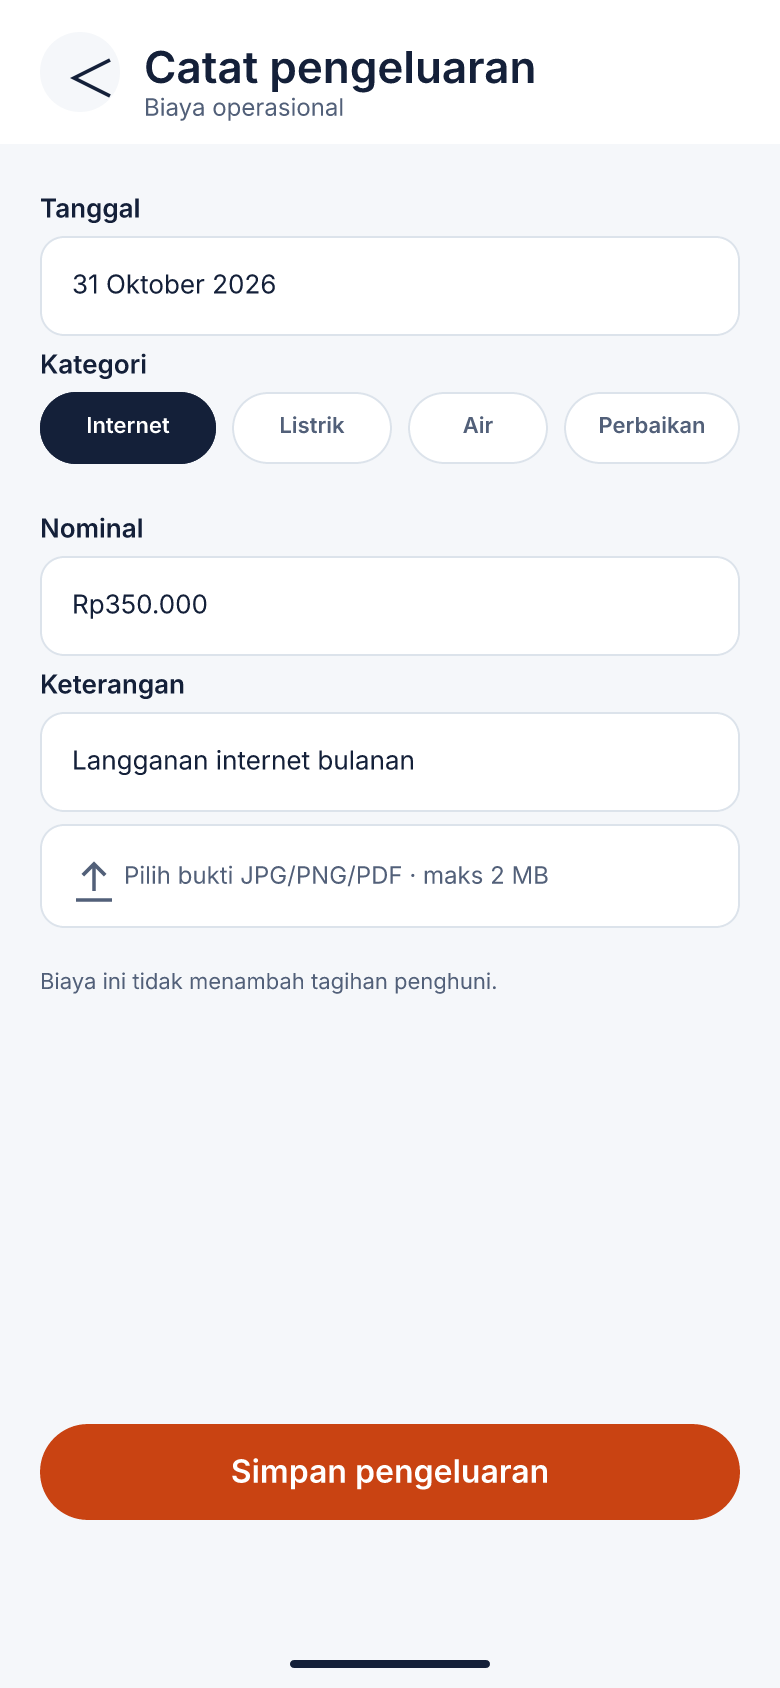 Catat pengeluaran
Biaya operasional
Tanggal
31 Oktober 2026
Kategori
Internet
Listrik
Air
Perbaikan
Nominal
Rp350.000
Keterangan
Langganan internet bulanan
Pilih bukti JPG/PNG/PDF · maks 2 MB
Biaya ini tidak menambah tagihan penghuni.
Simpan pengeluaran